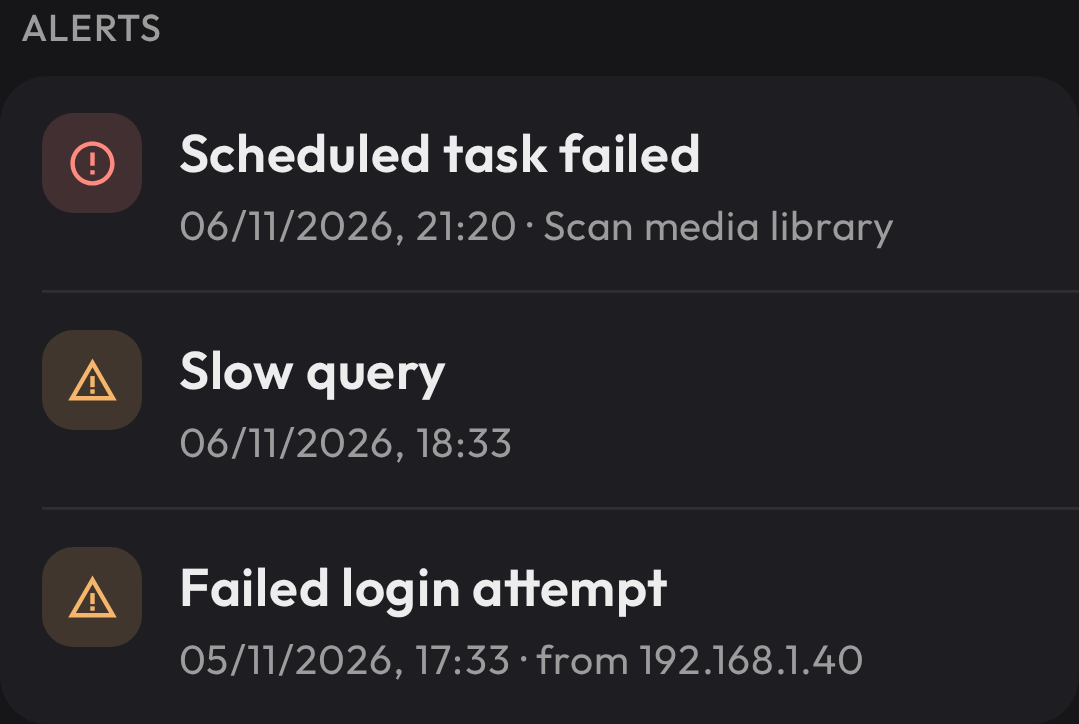 ALERTS
Scheduled task failed
06/11/2026, 21:20 · Scan media library
Slow query
06/11/2026, 18:33
Failed login attempt
05/11/2026, 17:33 · from 192.168.1.40